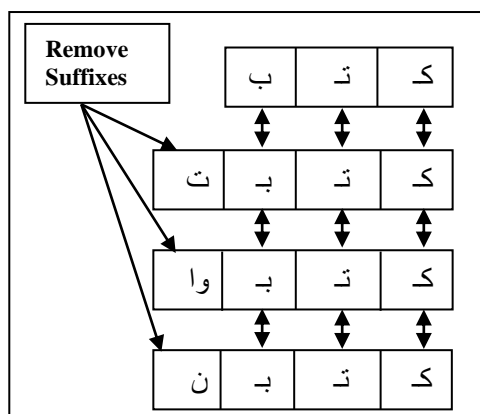 Remove
Suffixes
كـ تـ ب
كـ تـ بـ ت
كـ تـ بـ وا
كـ تـ بـ ن